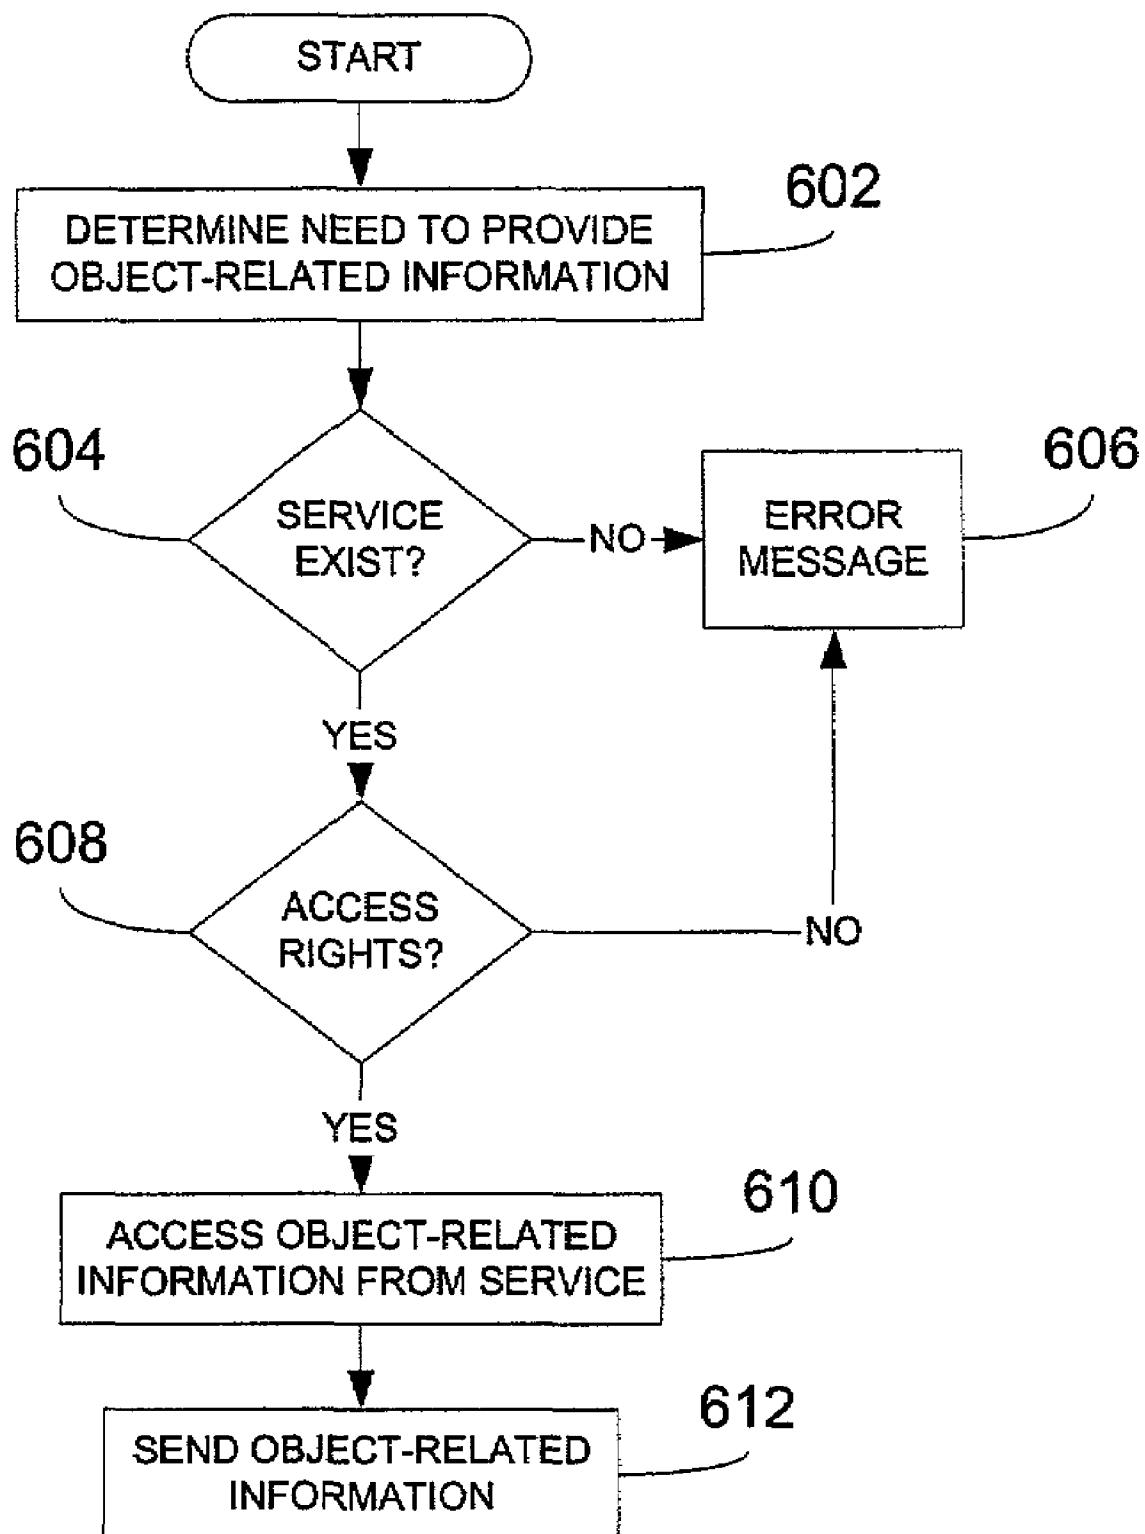 START
602
DETERMINE NEED TO PROVIDE
OBJECT-RELATED INFORMATION
604
SERVICE
EXIST?
NO
606
ERROR
MESSAGE
YES
608
ACCESS
RIGHTS?
NO
YES
610
ACCESS OBJECT-RELATED
INFORMATION FROM SERVICE
612
SEND OBJECT-RELATED
INFORMATION